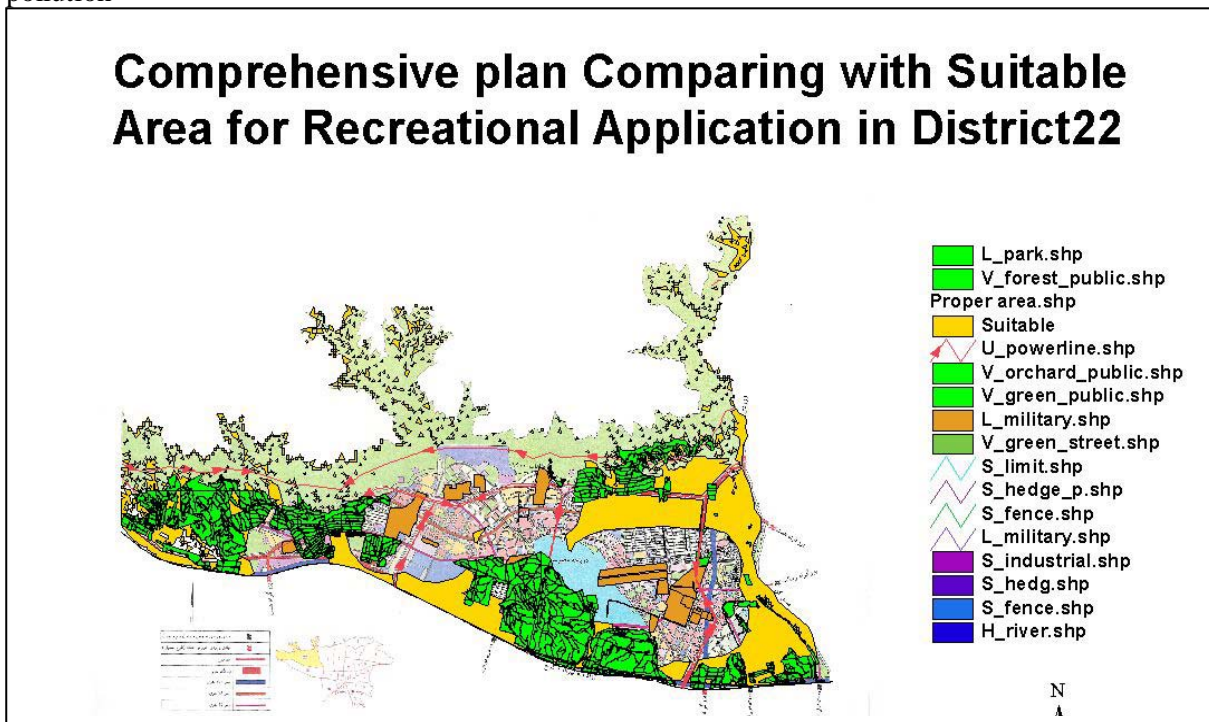 pollution
Comprehensive plan Comparing with Suitable
Area for Recreational Application in District22
L_park.shp
V_forest_public.shp
Proper area.shp
Suitable
U_powerline.shp
V_orchard_public.shp
V_green_public.shp
L_military.shp
V_green_street.shp
S_limit.shp
S_hedge_p.shp
S_fence.shp
L_military.shp
S_industrial.shp
S_hedg.shp
S_fence.shp
H_river.shp
N